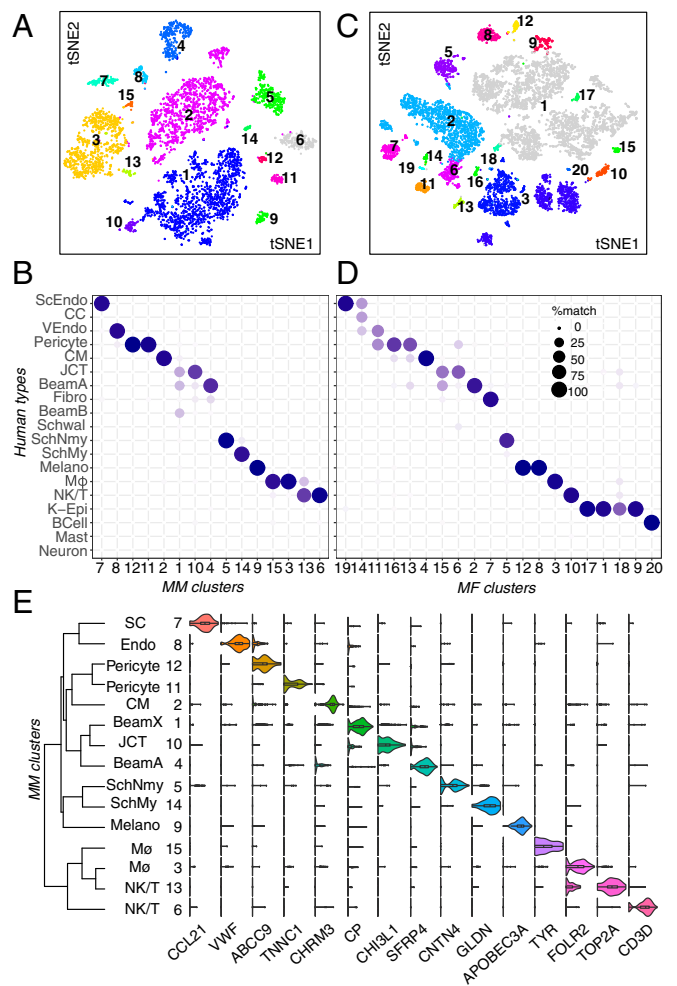 A
tSNE2
4
7
8
15
2
5
3
14
6
13
12
1
11
10
9
tSNE1
C
tSNE2
12
8
9
5
17
1
2
7
14
18
15
6
19
20
10
16
11
3
13
tSNE1
B
Human types
ScEndo
CC
VEndo
Pericyte
CM
JCT
BeamA
Fibro
BeamB
Schwal
SchNmy
SchMy
Melano
Mφ
NK/T
K−Epi
BCell
Mast
Neuron
7 8 12 11 2 1 10 4 5 14 9 15 3 13 6
MM clusters
D
%match
0
25
50
75
100
19 14 11 16 13 4 15 6 2 7 5 12 8 3 10 17 1 18 9 20
MF clusters
E
MM clusters
SC 7
Endo 8
Pericyte 12
Pericyte 11
CM 2
BeamX 1
JCT 10
BeamA 4
SchNmy 5
SchMy 14
Melano 9
Mø 15
Mø 3
NK/T 13
NK/T 6
CCL21 VWF ABCC9 TNNC1 CHRM3 CP CHI3L1 SFRP4 CNTN4 GLDN APOBEC3A TYR FOLR2 TOP2A CD3D